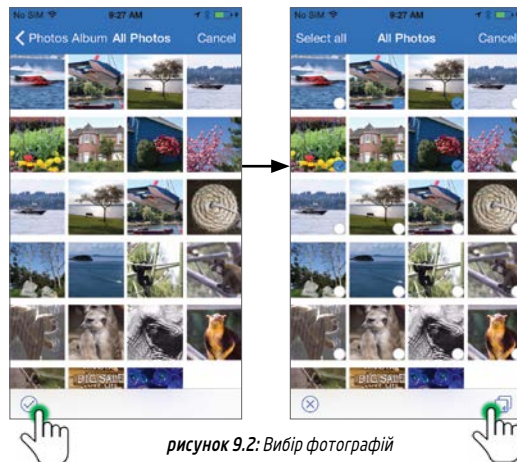 No SIM 9:27 AM
Photos Album All Photos Cancel
No SIM 9:27 AM
Select all All Photos Cancel
BIG SALE
BIG SALE
рисунок 9.2: Вибір фотографій